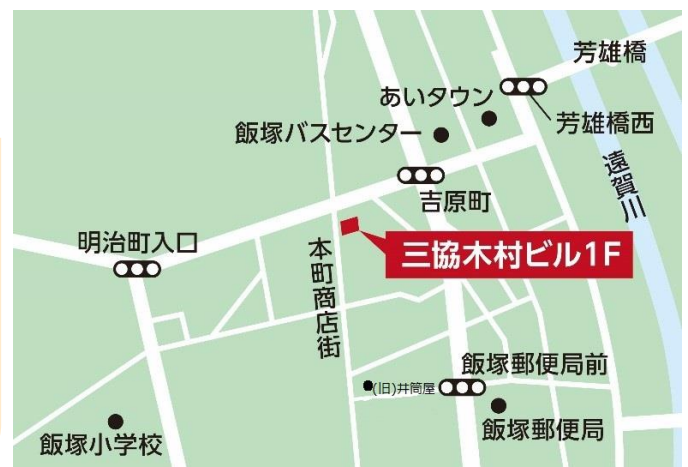 芳雄橋
あいタウン
飯塚バスセンター
芳雄橋西
遠賀川
吉原町
明治町入口
本町商店街
三協木村ビル1F
飯塚郵便局前
(旧)井筒屋
飯塚郵便局
飯塚小学校